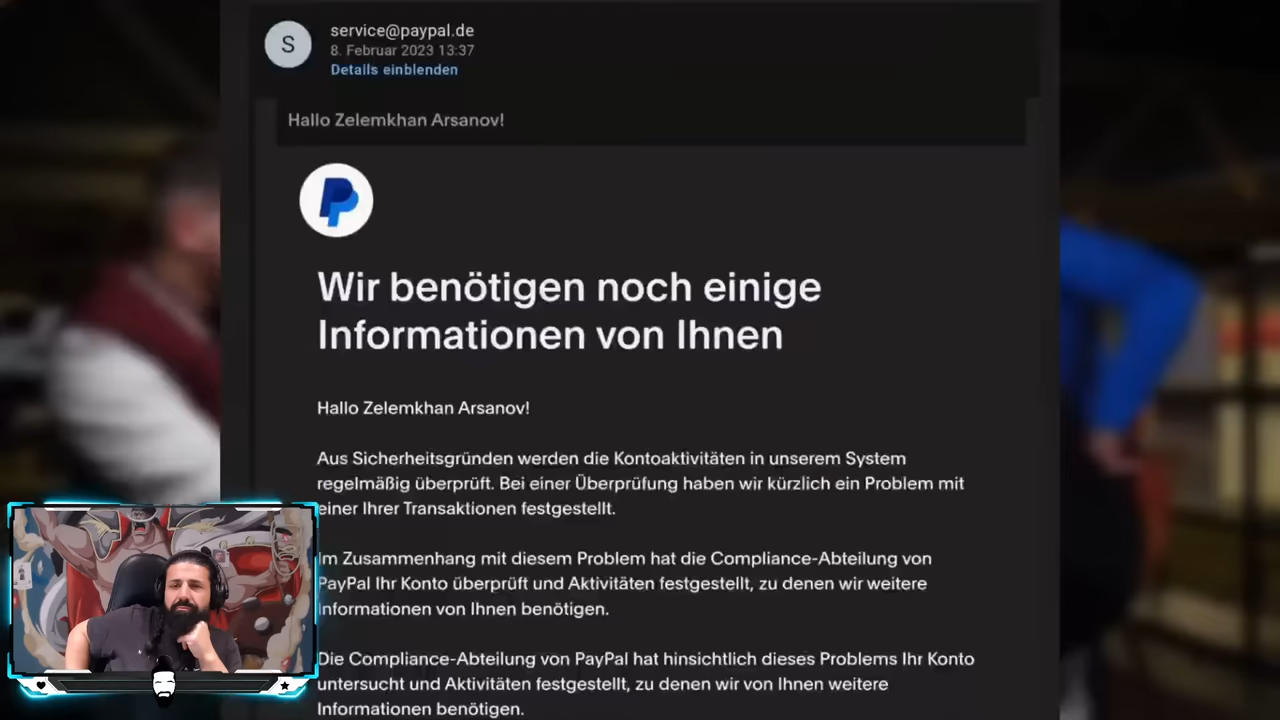 S
service@paypal.de
8. Februar 2023 13:37
Details einblenden
Hallo Zelemkhan Arsanov!
Wir benötigen noch einige
Informationen von Ihnen
Hallo Zelemkhan Arsanov!
Aus Sicherheitsgründen werden die Kontoaktivitäten in unserem System
regelmäßig überprüft. Bei einer Überprüfung haben wir kürzlich ein Problem mit
einer Ihrer Transaktionen festgestellt.
Im Zusammenhang mit diesem Problem hat die Compliance-Abteilung von
PayPal Ihr Konto überprüft und Aktivitäten festgestellt, zu denen wir weitere
Informationen von Ihnen benötigen.
Die Compliance-Abteilung von PayPal hat hinsichtlich dieses Problems Ihr Konto
untersucht und Aktivitäten festgestellt, zu denen wir von Ihnen weitere
Informationen benötigen.